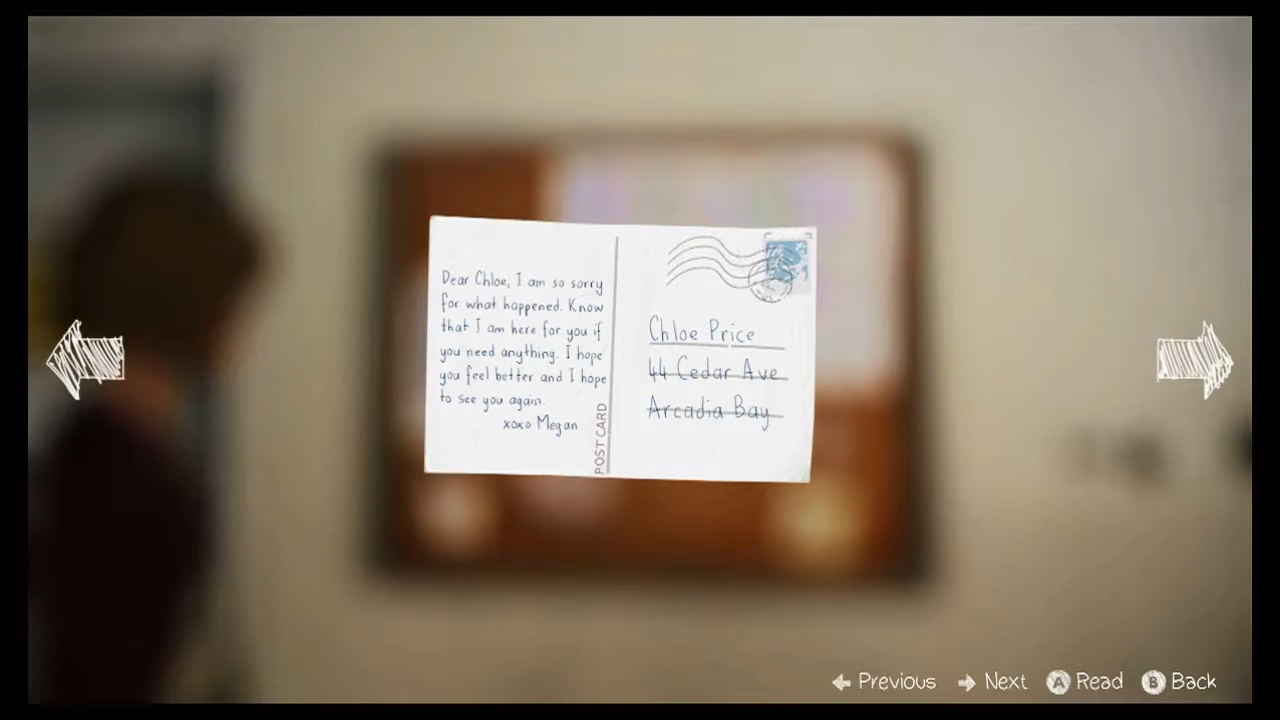 Dear Chloe, I am so sorry
for what happened. Know
that I am here for you if
you need anything. I hope
you feel better and I hope
to see you again.
xoxo Megan
POSTCARD
Chloe Price
44 Cedar Ave
Arcadia Bay
Previous
Next
A Read
B Back